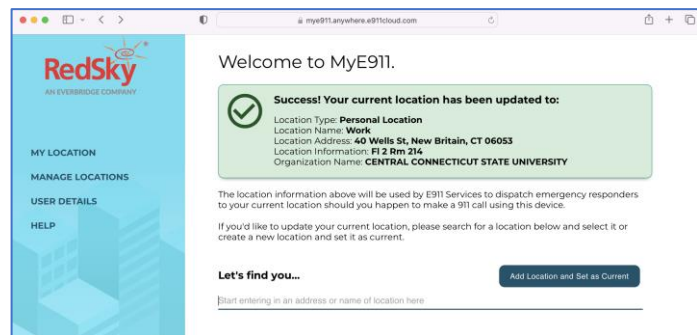 mye911.anywhere.e911cloud.com
RedSky
AN EVERBRIDGE COMPANY
MY LOCATION
MANAGE LOCATIONS
USER DETAILS
HELP
Welcome to MyE911.
Success! Your current location has been updated to:
Location Type: Personal Location
Location Name: Work
Location Address: 40 Wells St, New Britain, CT 06053
Location Information: Fl 2 Rm 214
Organization Name: CENTRAL CONNECTICUT STATE UNIVERSITY
The location information above will be used by E911 Services to dispatch emergency responders
to your current location should you happen to make a 911 call using this device.
If you'd like to update your current location, please search for a location below and select it or
create a new location and set it as current.
Let's find you...
Add Location and Set as Current
Start entering in an address or name of location here